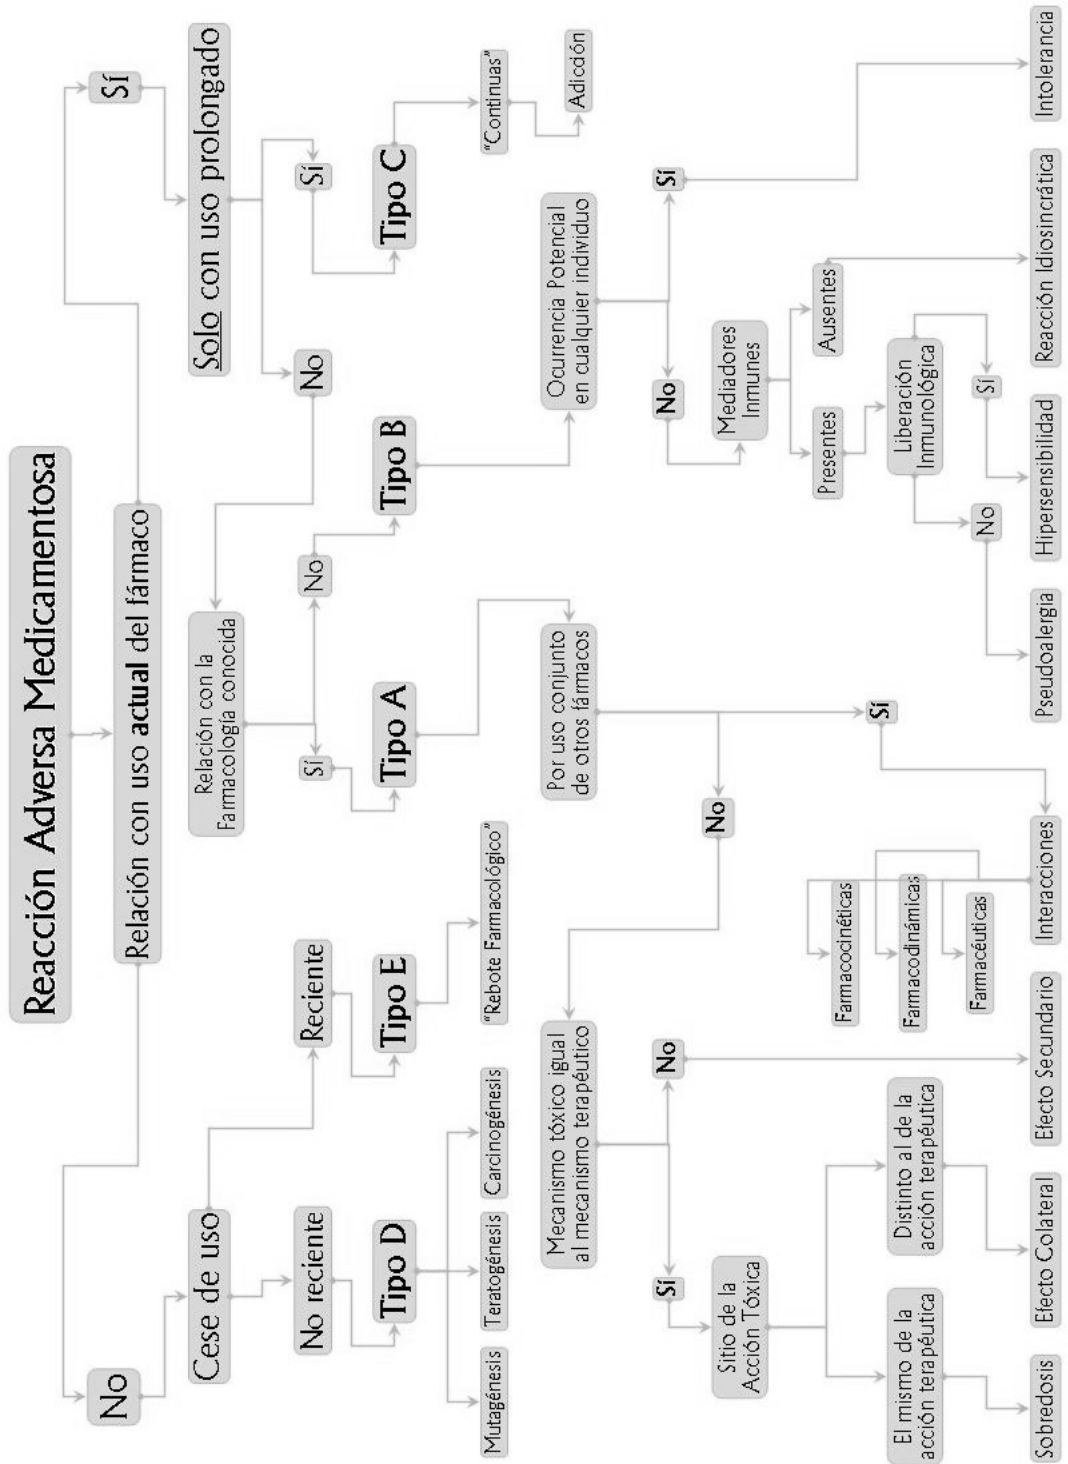 Reacción Adversa Medicamentosa
Relación con uso actual del fármaco
No
Sí
Cese de uso
Solo con uso prolongado
Relación con la
Farmacología conocida
No reciente
Reciente
Sí
No
No
Sí
Tipo D
Tipo E
Tipo A
Tipo B
Tipo C
Mutagénesis
Teratogénesis
Carcinogénesis
“Rebote Farmacológico”
“Continuas”
Adicción
Mecanismo tóxico igual
al mecanismo terapéutico
Por uso conjunto
de otros fármacos
Ocurrencia Potencial
en cualquier individuo
Sí
No
No
No
Sí
Sitio de la
Acción Tóxica
Mediadores
Inmunes
Presentes
Ausentes
Sí
El mismo de la
acción terapéutica
Distinto al de la
acción terapéutica
Farmacocinéticas
Farmacodinámicas
Farmacéuticas
Liberación
Inmunológica
No
Sí
Sobredosis
Efecto Colateral
Efecto Secundario
Interacciones
Pseudoalergia
Hipersensibilidad
Reacción Idiosincrática
Intolerancia